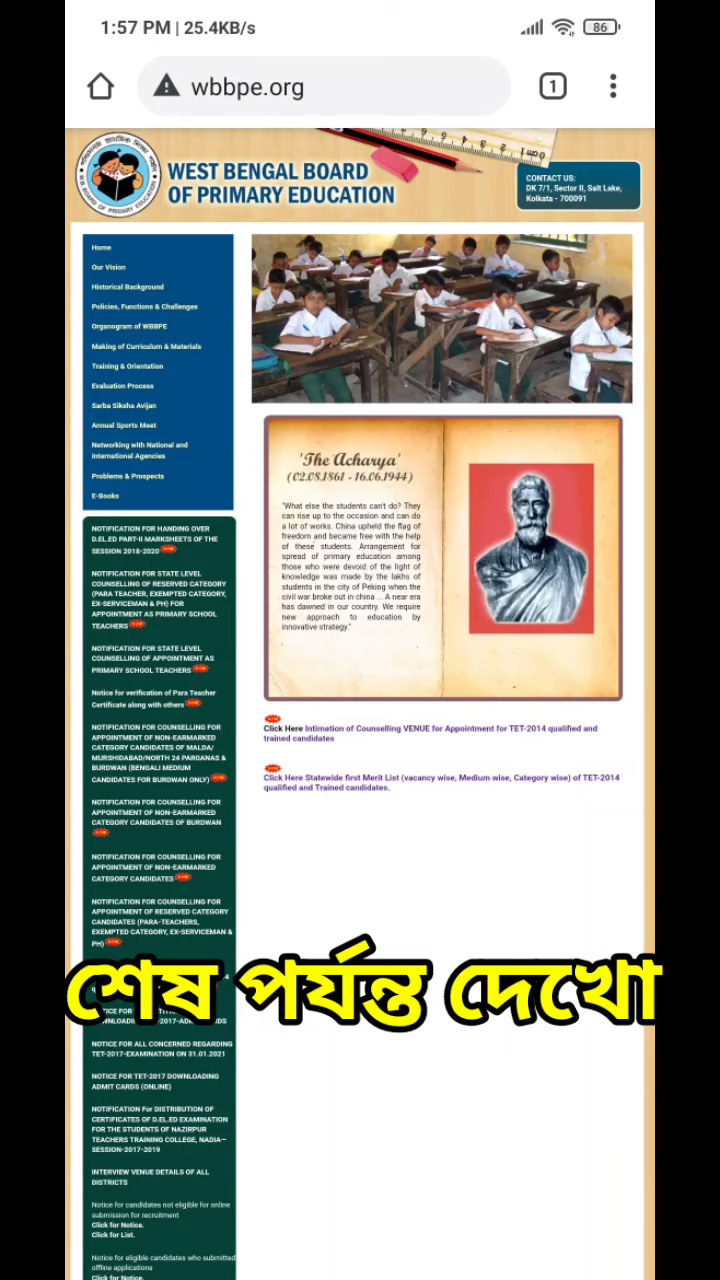 1:57 PM | 25.4KB/s
86
wbbpe.org
1
WEST BENGAL BOARD
OF PRIMARY EDUCATION
CONTACT US:
DK 7/1, Sector II, Salt Lake,
Kolkata - 700091
Home
Our Vision
Historical Background
Policies, Functions & Challenges
Organogram of WBBPE
Making of Curriculum & Materials
Training & Orientation
Evaluation Process
Sarba Siksha Avijan
Annual Sports Meet
Networking with National and
International Agencies
Problems & Prospects
E-Books
'The Acharya'
(02.08.1861 - 16.06.1944)
"What else the students can't do? They
can rise up to the occasion and can do
a lot of works. China upheld the flag of
freedom and became free with the help
of these students. Arrangement for
spread of primary education among
those who were devoid of the light of
knowledge was made by the lakhs of
students in the city of Peking when the
civil war broke out in china ... A near era
has dawned in our country. We require
new approach to education by
innovative strategy."
Click Here Intimation of Counselling VENUE for Appointment for TET-2014 qualified and
trained candidates
Click Here Statewide first Merit List (vacancy wise, Medium wise, Category wise) of TET-2014
qualified and Trained candidates.
NOTIFICATION FOR HANDING OVER
D.EL.ED PART-II MARKSHEETS OF THE
SESSION 2018-2020
NOTIFICATION FOR STATE LEVEL
COUNSELLING OF RESERVED CATEGORY
(PARA TEACHER, EXEMPTED CATEGORY,
EX-SERVICEMAN & PH) FOR
APPOINTMENT AS PRIMARY SCHOOL
TEACHERS
NOTIFICATION FOR STATE LEVEL
COUNSELLING OF APPOINTMENT AS
PRIMARY SCHOOL TEACHERS
Notice for verification of Para Teacher
Certificate along with others
NOTIFICATION FOR COUNSELLING FOR
APPOINTMENT OF NON-EARMARKED
CATEGORY CANDIDATES OF MALDA/
MURSHIDABAD/NORTH 24 PARGANAS &
BURDWAN (BENGALI MEDIUM
CANDIDATES FOR BURDWAN ONLY)
NOTIFICATION FOR COUNSELLING FOR
APPOINTMENT OF NON-EARMARKED
CATEGORY CANDIDATES OF BURDWAN
NOTIFICATION FOR COUNSELLING FOR
APPOINTMENT OF NON-EARMARKED
CATEGORY CANDIDATES
NOTIFICATION FOR COUNSELLING FOR
APPOINTMENT OF RESERVED CATEGORY
CANDIDATES (PARA-TEACHERS,
EXEMPTED CATEGORY, EX-SERVICEMAN &
PH)
শেষ পর্যন্ত দেখো
NOTICE FOR ALL CONCERNED REGARDING
TET-2017-EXAMINATION ON 31.01.2021
NOTICE FOR TET-2017 DOWNLOADING
ADMIT CARDS (ONLINE)
NOTIFICATION For DISTRIBUTION OF
CERTIFICATES OF D.EL.ED EXAMINATION
FOR THE STUDENTS OF NAZIRPUR
TEACHERS TRAINING COLLEGE, NADIA—
SESSION-2017-2019
INTERVIEW VENUE DETAILS OF ALL
DISTRICTS
Notice for candidates not eligible for online
submission for recruitment
Click for Notice.
Click for List.
Notice for eligible candidates who submitted
offline applications
Click for Notice.